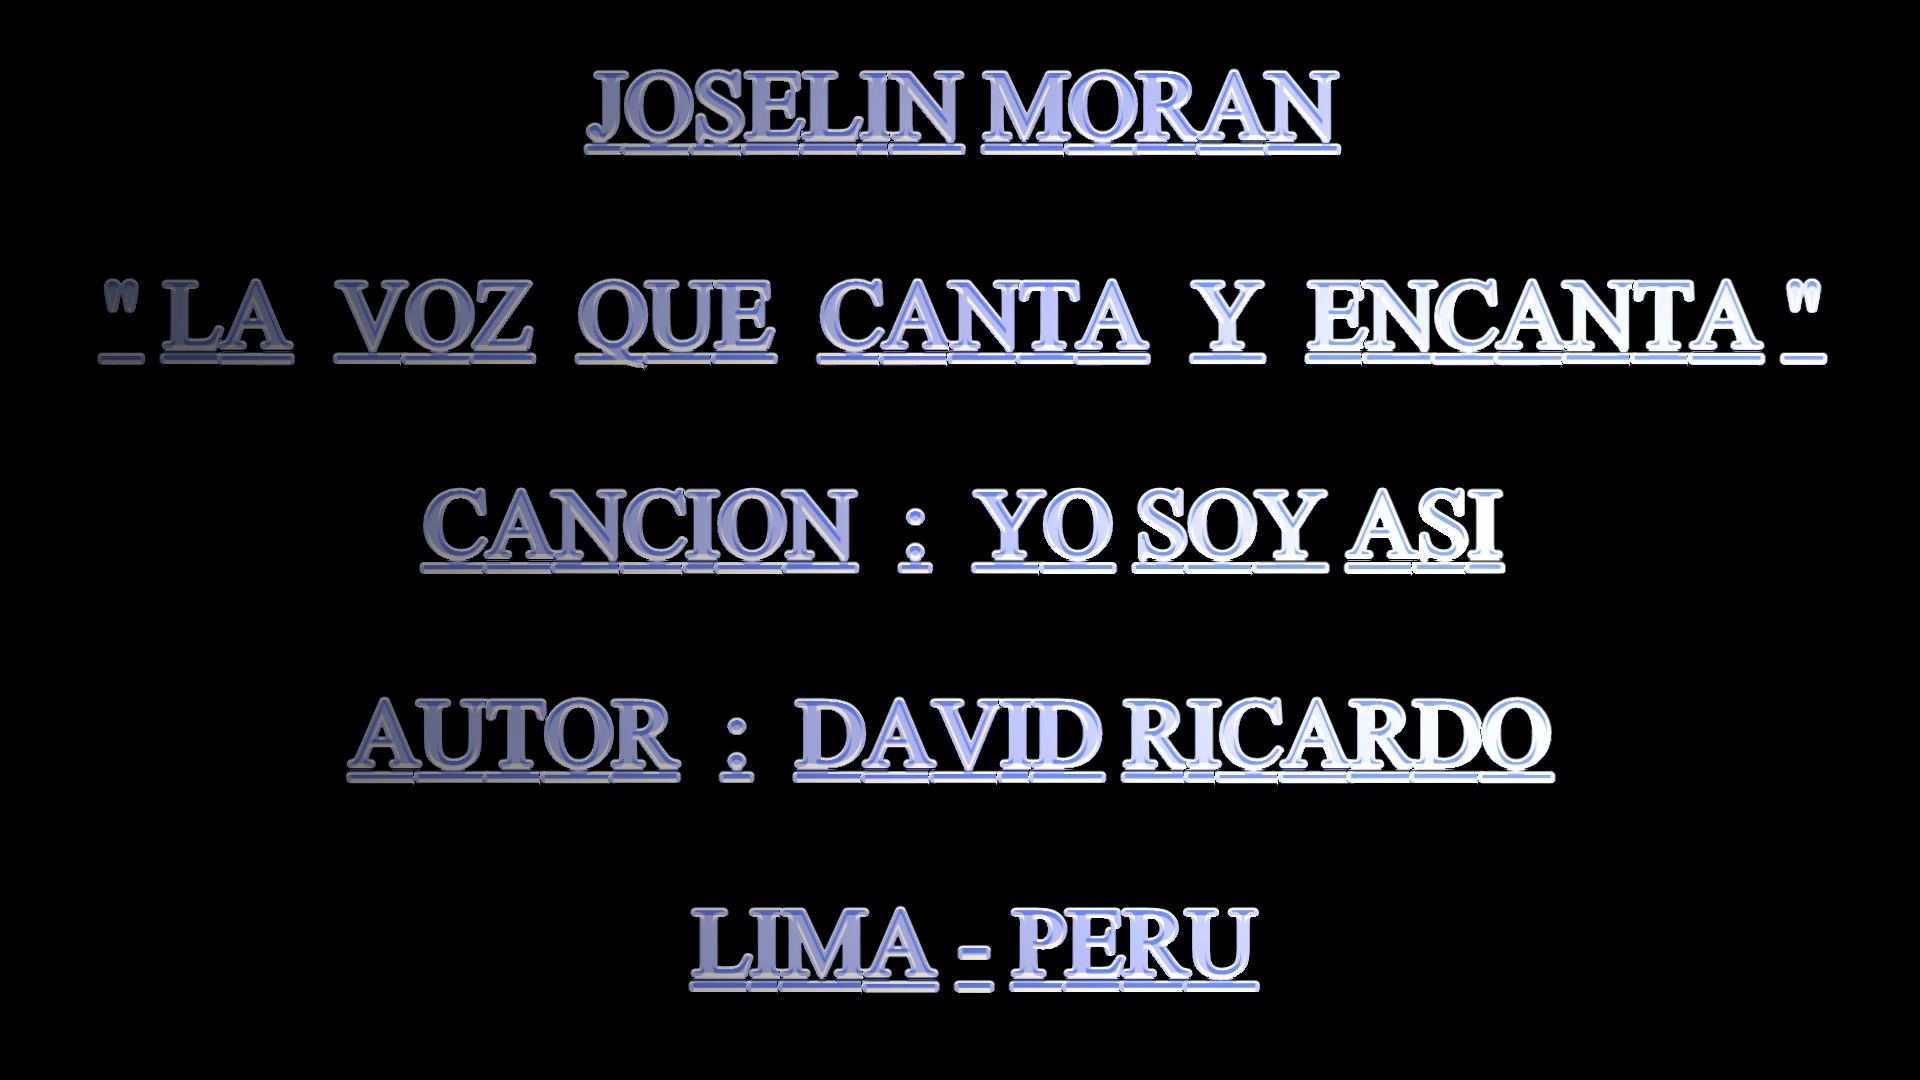 JOSELIN MORAN
" LA VOZ QUE CANTA Y ENCANTA "
CANCION : YO SOY ASI
AUTOR : DAVID RICARDO
LIMA - PERU